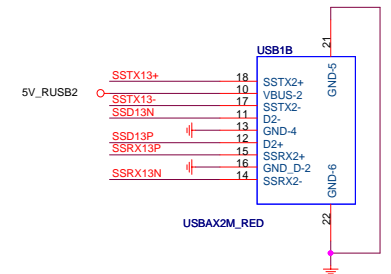 USB1B
21
GND-5
SSTX13+ 18 SSTX2+
5V_RUSB2 10 VBUS-2
SSTX13- 17 SSTX2-
SSD13N 11 D2-
13 GND-4
SSD13P 12 D2+
SSRX13P 15 SSRX2+
16 GND_D-2
SSRX13N 14 SSRX2-
GND-6
22
USBAX2M_RED